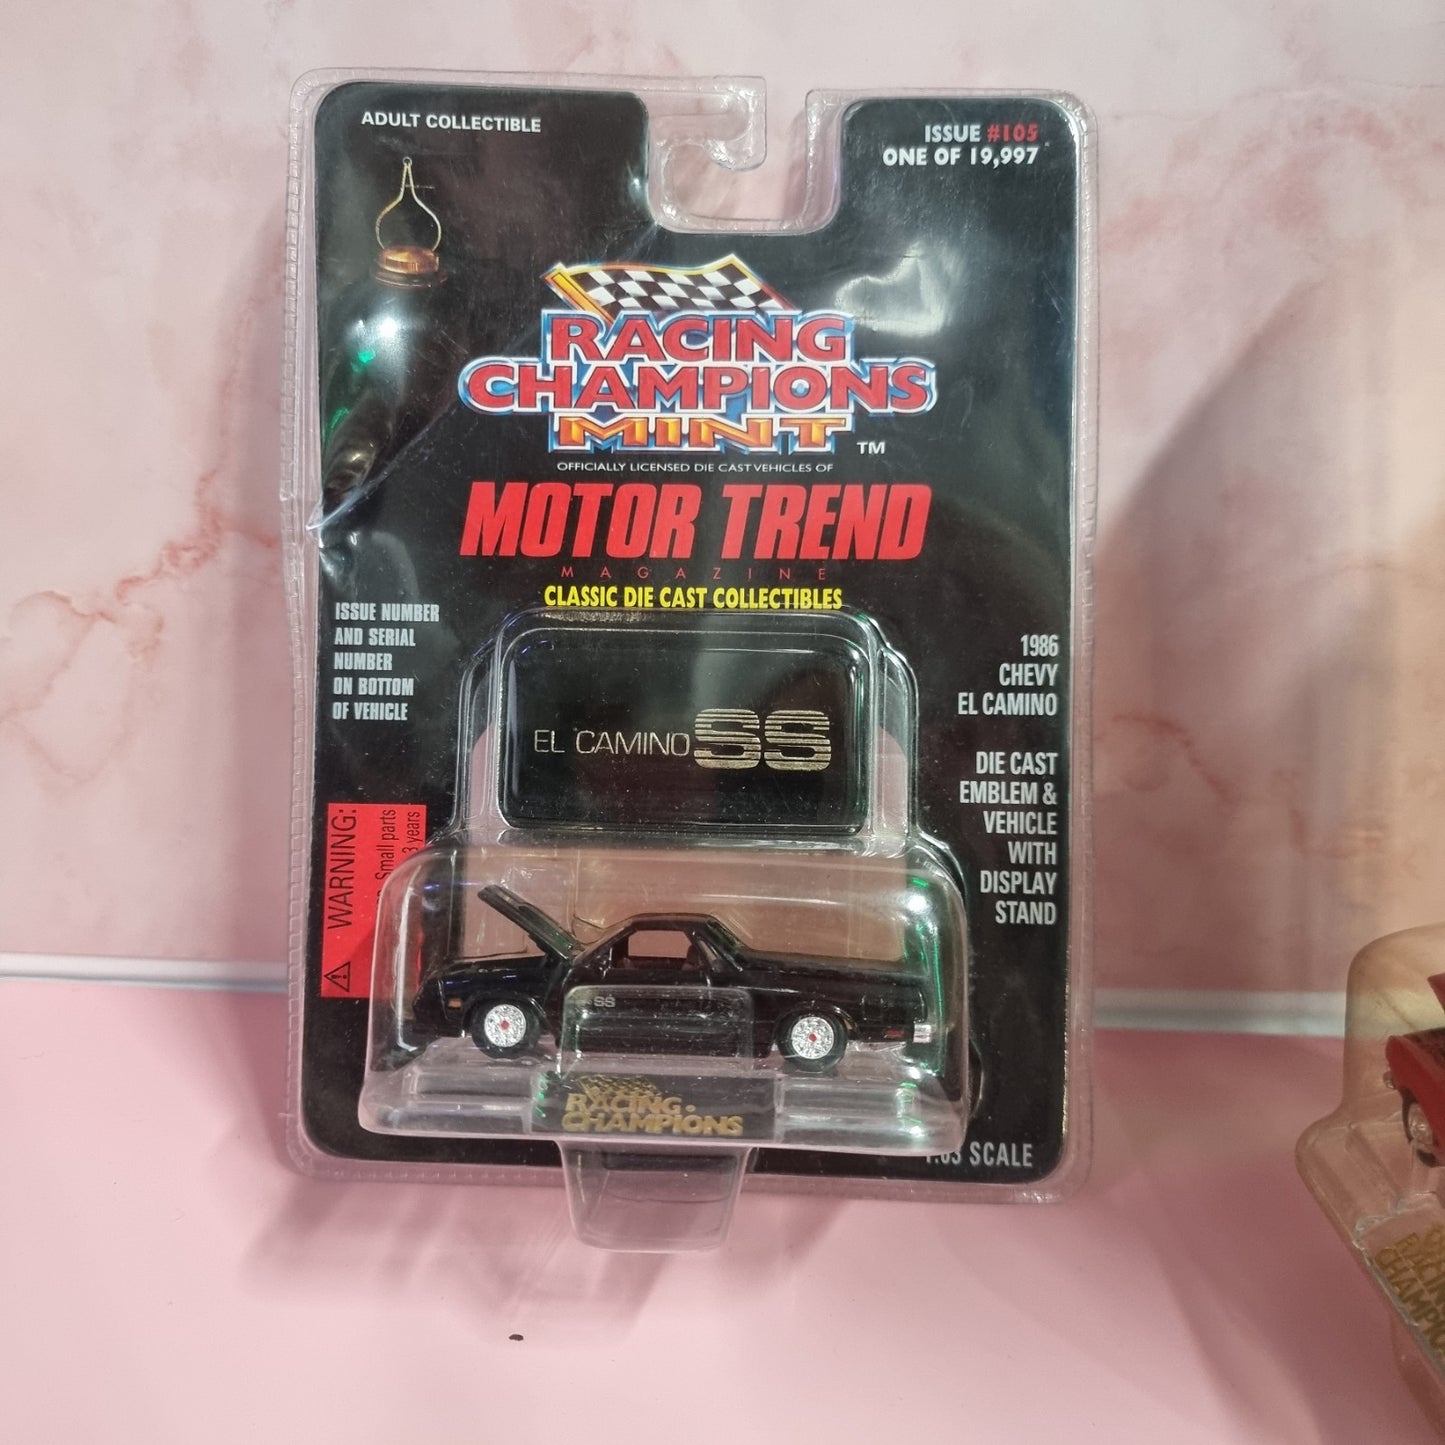 ADULT COLLECTIBLE
ISSUE #105
ONE OF 19,997
RACING
CHAMPIONS
MINT TM
OFFICIALLY LICENSED DIE CAST VEHICLES OF
MOTOR TREND
MAGAZINE
CLASSIC DIE CAST COLLECTIBLES
ISSUE NUMBER
AND SERIAL
NUMBER
ON BOTTOM
OF VEHICLE
1986
CHEVY
EL CAMINO
DIE CAST
EMBLEM &
VEHICLE
WITH
DISPLAY
STAND
EL CAMINO SS
WARNING:
Small parts
3 years
SS
RACING
CHAMPIONS
SCALE
RACING
CHAMPIONS